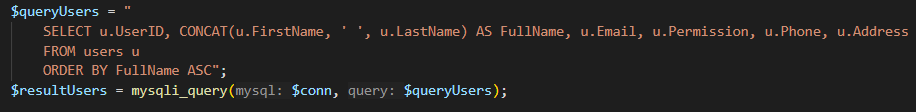 $queryUsers = "
SELECT u.UserID, CONCAT(u.FirstName, ' ', u.LastName) AS FullName, u.Email, u.Permission, u.Phone, u.Address
FROM users u
ORDER BY FullName ASC";
$resultUsers = mysqli_query(mysql: $conn, query: $queryUsers);